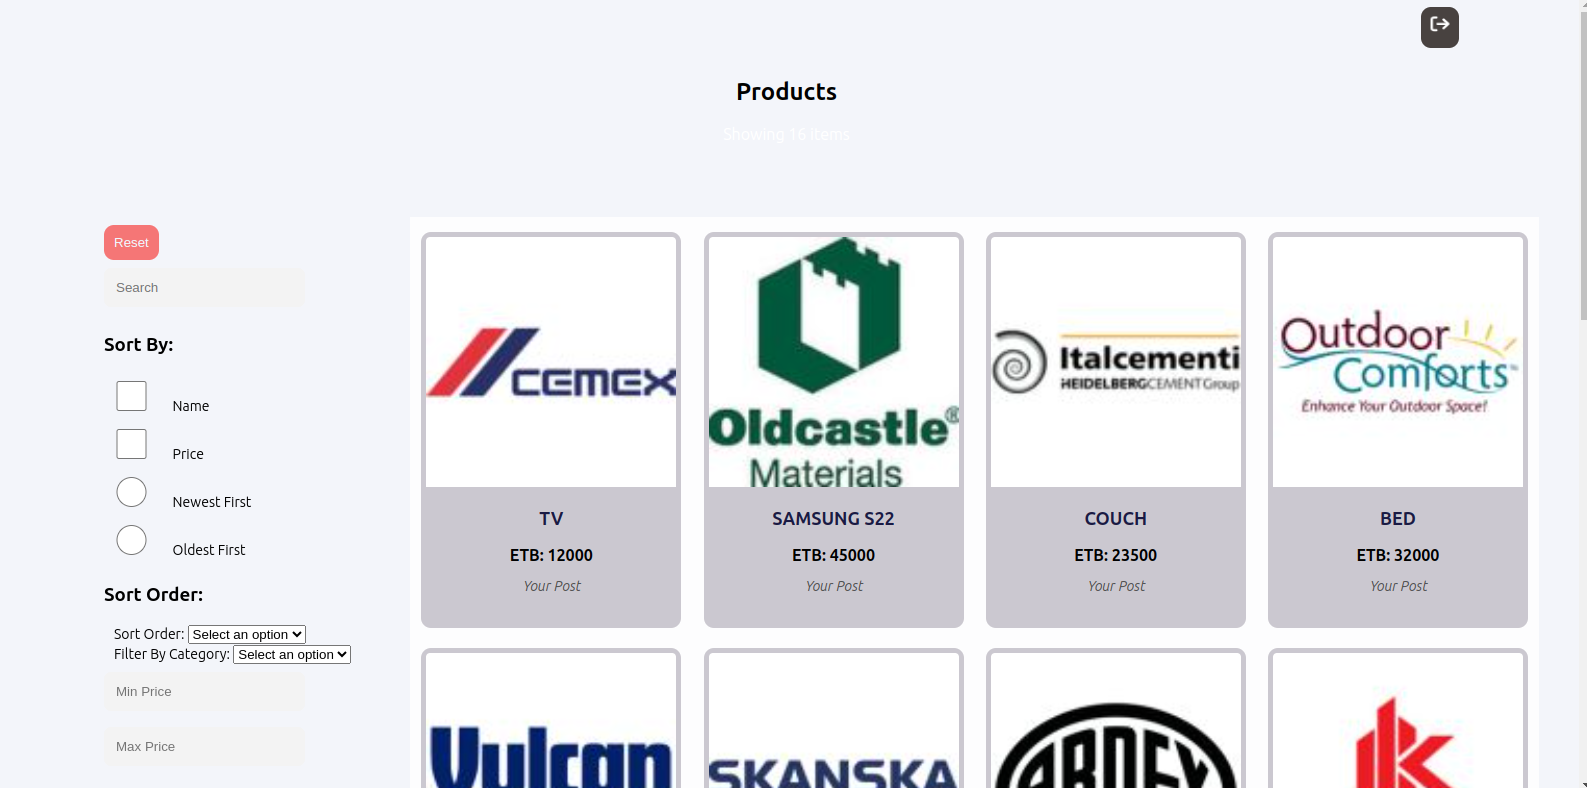 Products
Showing 16 items
Reset
Search
Sort By:
Name
Price
Newest First
Oldest First
Sort Order:
Sort Order: Select an option
Filter By Category: Select an option
Min Price
Max Price
CEMEX
TV
ETB: 12000
Your Post
Oldcastle®
Materials
SAMSUNG S22
ETB: 45000
Your Post
Italcementi
HEIDELBERGCEMENT Group
COUCH
ETB: 23500
Your Post
Outdoor
Comforts™
Enhance Your Outdoor Space!
BED
ETB: 32000
Your Post
Vulcan
SKANSKA
ARDEX
k